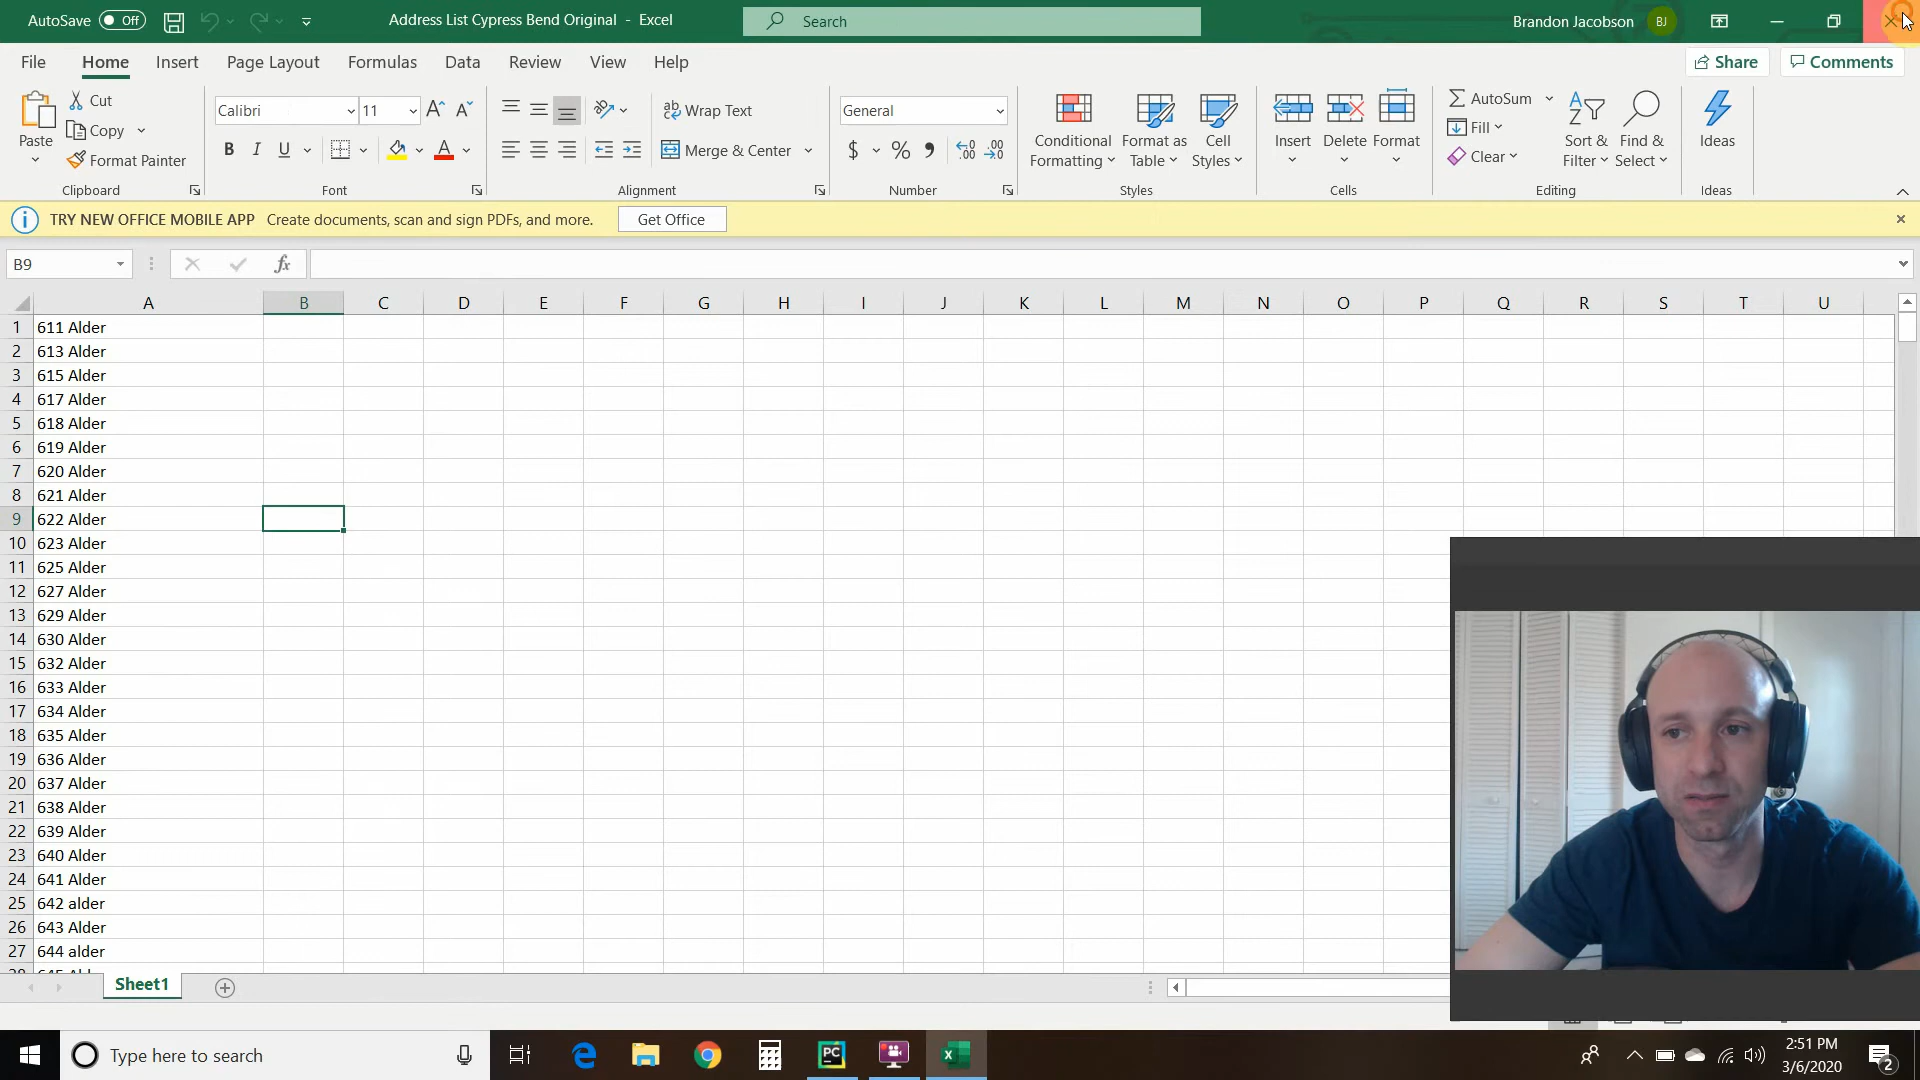 AutoSave Off Address List Cypress Bend Original - Excel Search Brandon Jacobson BJ
File Home Insert Page Layout Formulas Data Review View Help Share Comments
Paste Cut Copy Format Painter Clipboard
Calibri 11 B I U A Font
Wrap Text Merge & Center Alignment
General $ % Number
Conditional Formatting Format as Table Cell Styles Styles
Insert Delete Format Cells
AutoSum Fill Clear Sort & Filter Find & Select Editing
Ideas Ideas
TRY NEW OFFICE MOBILE APP Create documents, scan and sign PDFs, and more. Get Office
B9 fx
A B C D E F G H I J K L M N O P Q R S T U
1 611 Alder
2 613 Alder
3 615 Alder
4 617 Alder
5 618 Alder
6 619 Alder
7 620 Alder
8 621 Alder
9 622 Alder
10 623 Alder
11 625 Alder
12 627 Alder
13 629 Alder
14 630 Alder
15 632 Alder
16 633 Alder
17 634 Alder
18 635 Alder
19 636 Alder
20 637 Alder
21 638 Alder
22 639 Alder
23 640 Alder
24 641 Alder
25 642 alder
26 643 Alder
27 644 alder
Sheet1
Type here to search PC 2:51 PM
3/6/2020 2